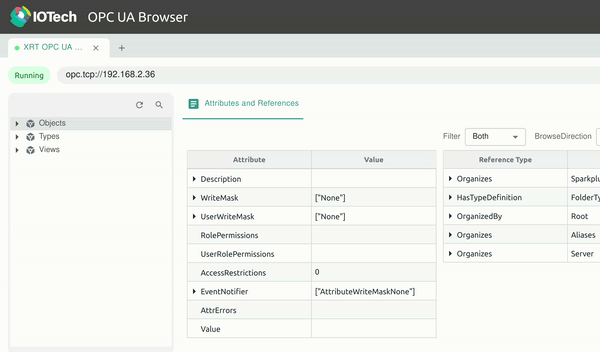 IOTech OPC UA Browser
XRT OPC UA ...
Running opc.tcp://192.168.2.36
Objects
Types
Views
Attributes and References
Filter Both BrowseDirection
Attribute Value
Description
WriteMask ["None"]
UserWriteMask ["None"]
RolePermissions
UserRolePermissions
AccessRestrictions 0
EventNotifier ["AttributeWriteMaskNone"]
AttrErrors
Value
Reference Type
Organizes Sparkplu
HasTypeDefinition FolderTy
OrganizedBy Root
Organizes Aliases
Organizes Server